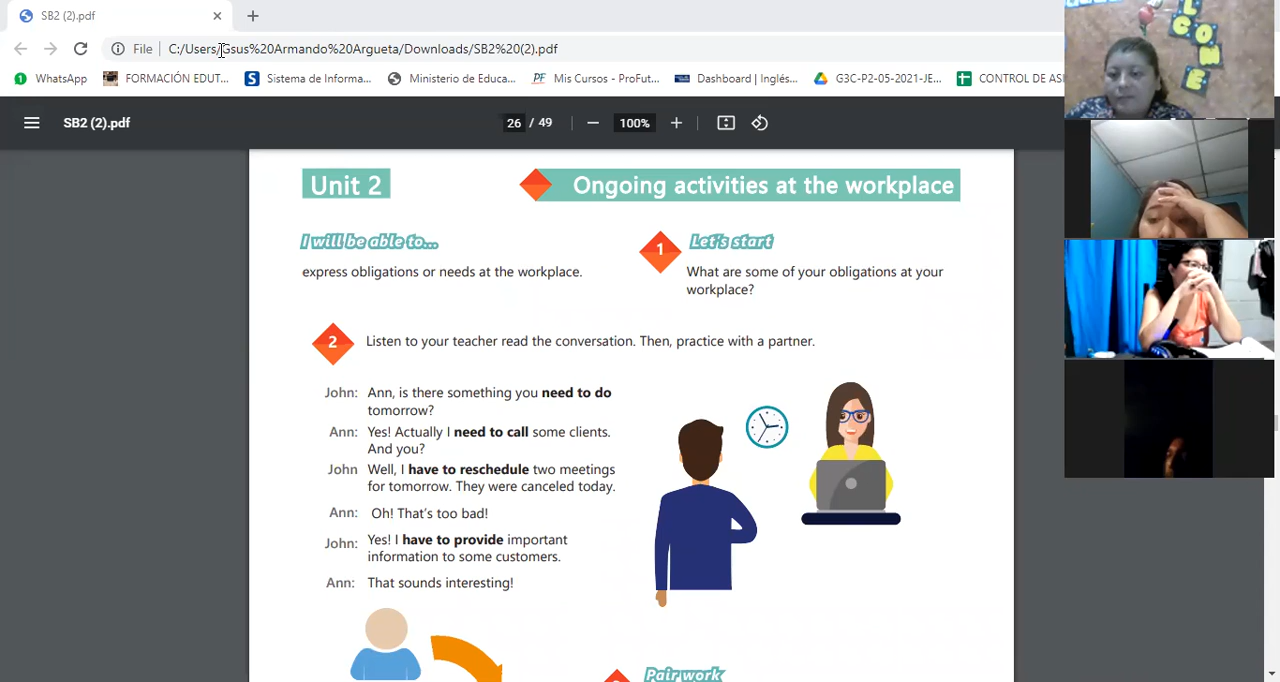 SB2 (2).pdf
File C:/Users/Gsus%20Armando%20Argueta/Downloads/SB2%20(2).pdf
WhatsApp FORMACIÓN EDUT... Sistema de Informa... Ministerio de Educa... PF Mis Cursos - ProFut... Dashboard | Inglés... G3C-P2-05-2021-JE... CONTROL DE ASI
SB2 (2).pdf 26 / 49 100%
Unit 2 Ongoing activities at the workplace
I will be able to...
express obligations or needs at the workplace.
1 Let's start
What are some of your obligations at your
workplace?
2 Listen to your teacher read the conversation. Then, practice with a partner.
John: Ann, is there something you need to do
tomorrow?
Ann: Yes! Actually I need to call some clients.
And you?
John Well, I have to reschedule two meetings
for tomorrow. They were canceled today.
Ann: Oh! That's too bad!
John: Yes! I have to provide important
information to some customers.
Ann: That sounds interesting!
Pair work